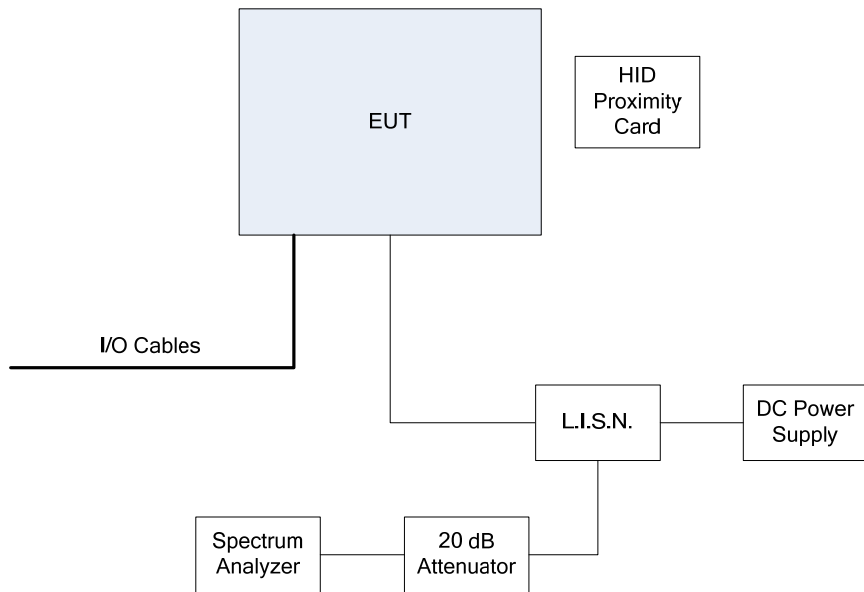 EUT
HID
Proximity
Card
I/O Cables
L.I.S.N.
DC Power
Supply
Spectrum
Analyzer
20 dB
Attenuator